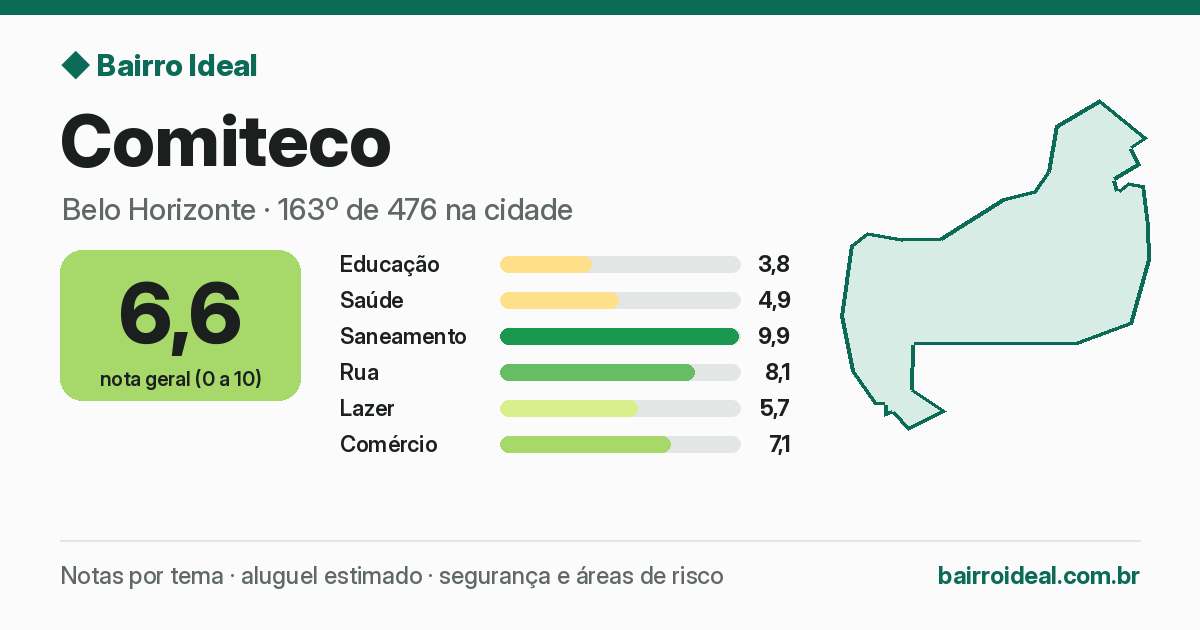 Bairro Ideal
Comiteco
Belo Horizonte · 163º de 476 na cidade
6,6
nota geral (0 a 10)
Educação 3,8
Saúde 4,9
Saneamento 9,9
Rua 8,1
Lazer 5,7
Comércio 7,1
Notas por tema · aluguel estimado · segurança e áreas de risco
bairroideal.com.br